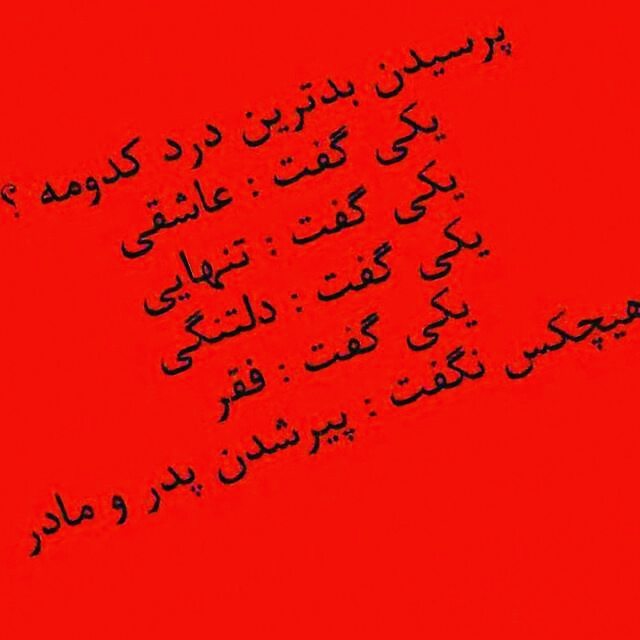 پرسیدن بدترین درد کدومه ؟
یکی گفت : عاشقی
یکی گفت : تنهایی
یکی گفت : دلتنگی
یکی گفت : فقر
هیچکس نگفت : پیرشدن پدر و مادر